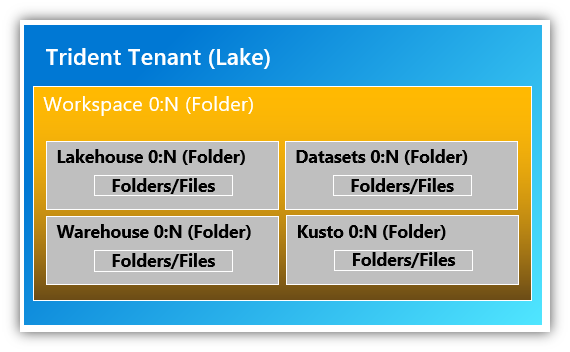 Trident Tenant (Lake)
Workspace 0:N (Folder)
Lakehouse 0:N (Folder)
Folders/Files
Datasets 0:N (Folder)
Folders/Files
Warehouse 0:N (Folder)
Folders/Files
Kusto 0:N (Folder)
Folders/Files